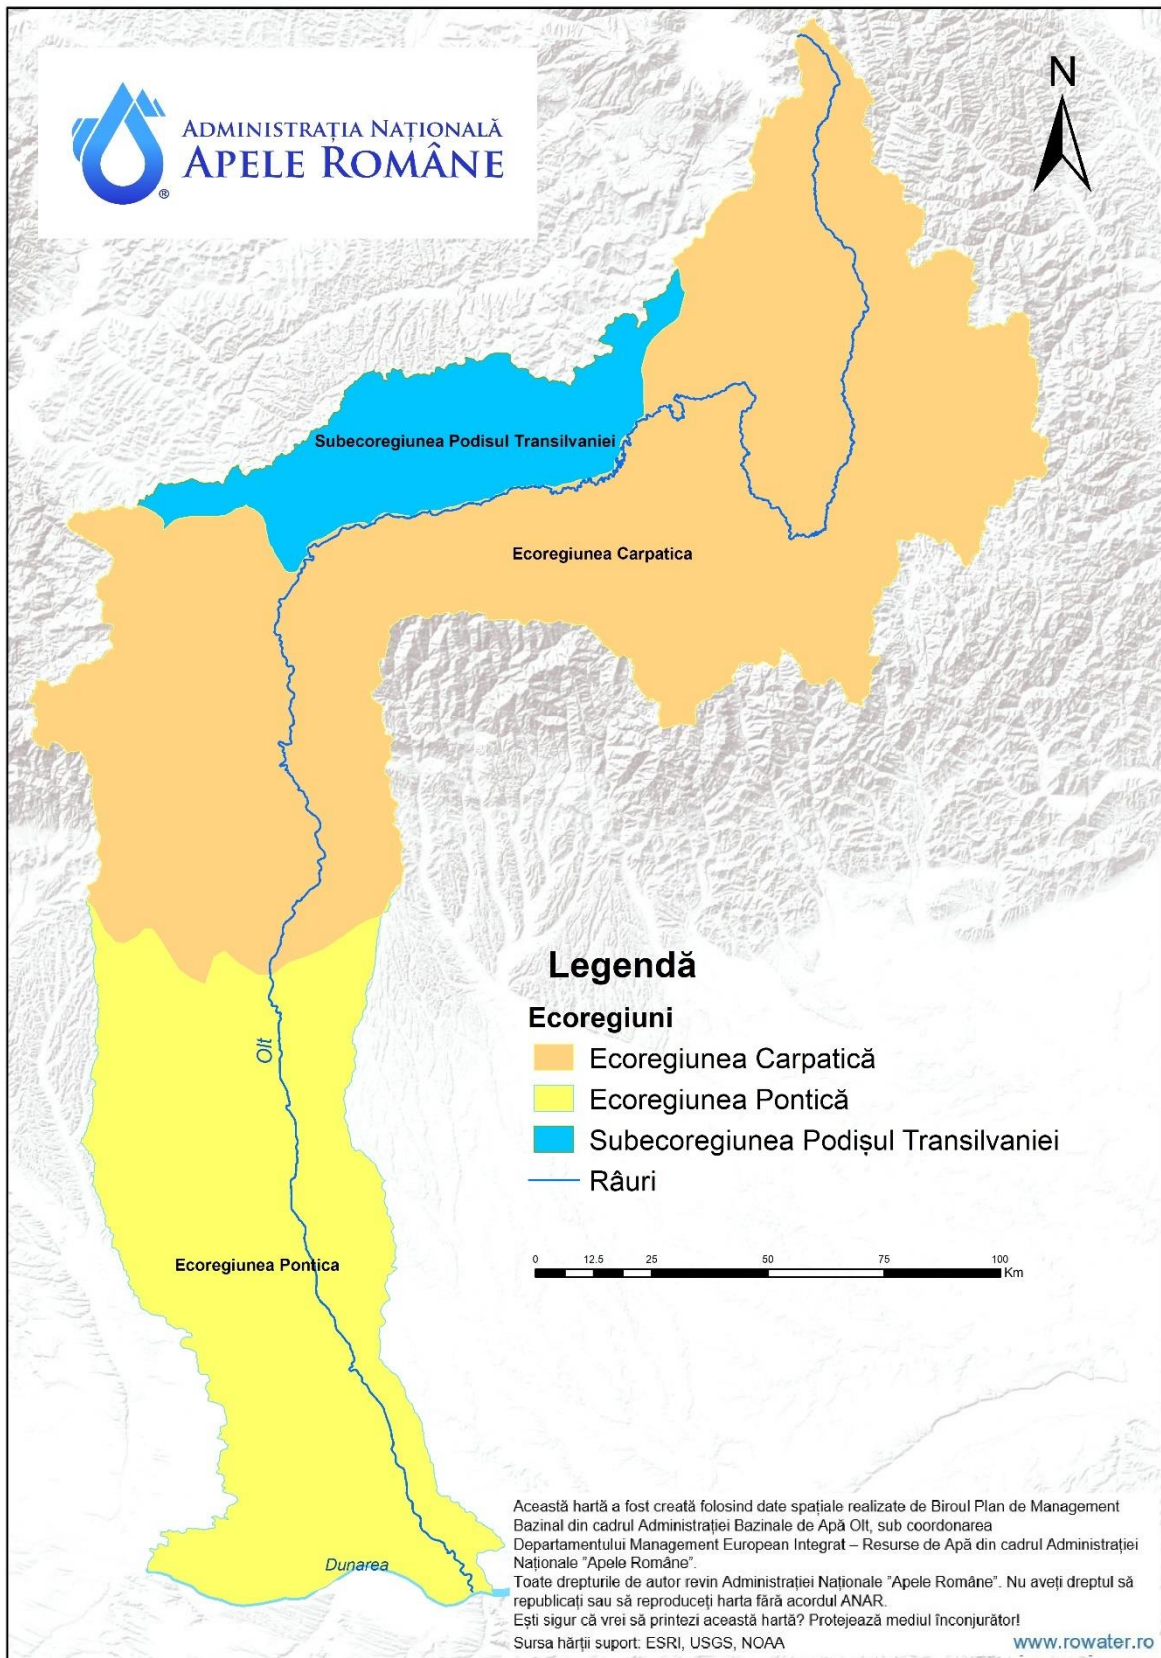 ADMINISTRAȚIA NAȚIONALĂ
APELE ROMÂNE
®
N
Subecoregiunea Podisul Transilvaniei
Ecoregiunea Carpatica
Olt
Ecoregiunea Pontica
Dunarea
Legendă
Ecoregiuni
Ecoregiunea Carpatică
Ecoregiunea Pontică
Subecoregiunea Podișul Transilvaniei
Râuri
0 12.5 25 50 75 100
Km
Această hartă a fost creată folosind date spațiale realizate de Biroul Plan de Management
Bazinal din cadrul Administrației Bazinale de Apă Olt, sub coordonarea
Departamentului Management European Integrat – Resurse de Apă din cadrul Administrației
Naționale "Apele Române".
Toate drepturile de autor revin Administrației Naționale "Apele Române". Nu aveți dreptul să
republicați sau să reproduceți harta fără acordul ANAR.
Ești sigur că vrei să printezi această hartă? Protejează mediul înconjurător!
Sursa hărții suport: ESRI, USGS, NOAA
www.rowater.ro